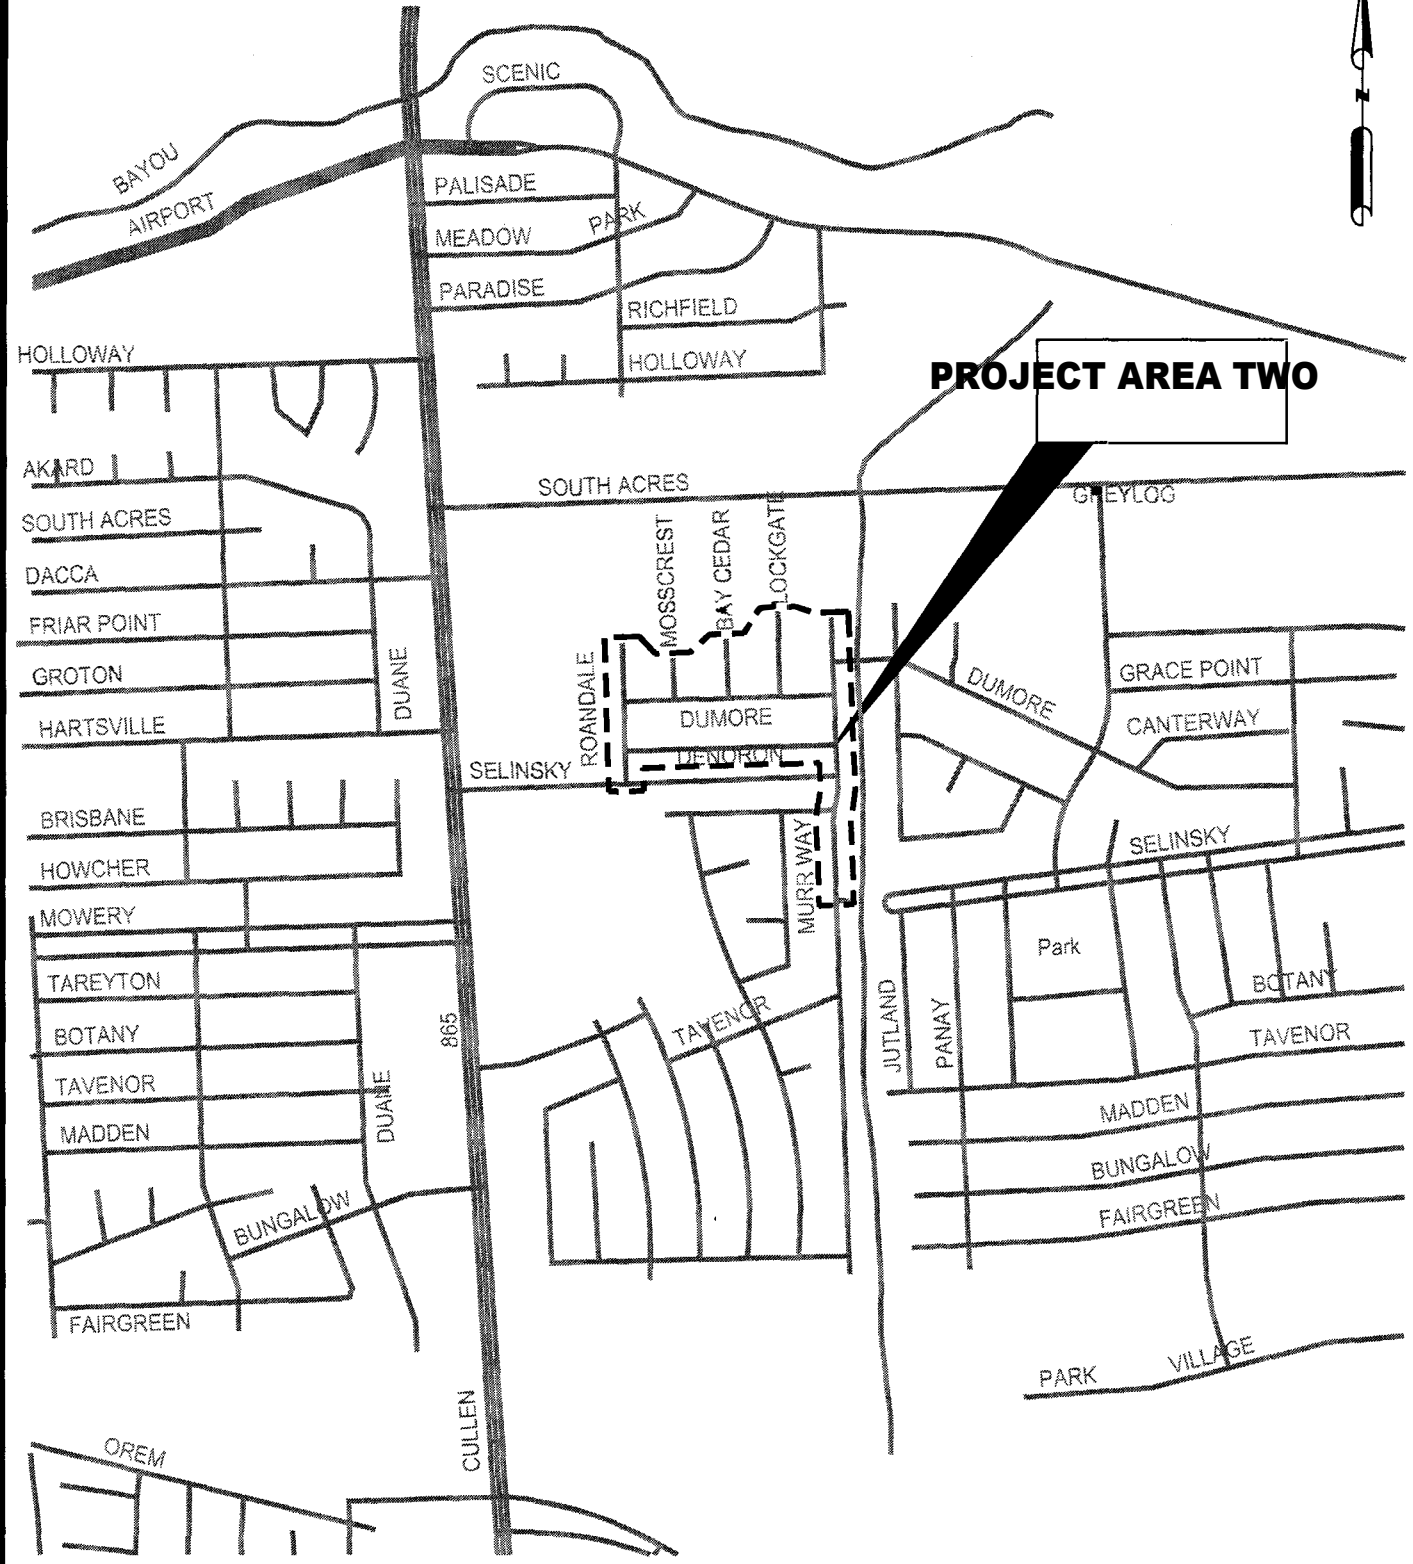 SCENIC
BAYOU
AIRPORT
N
PALISADE
MEADOW
PARK
PARADISE
RICHFIELD
HOLLOWAY
HOLLOWAY
PROJECT AREA TWO
AKARD
SOUTH ACRES
SOUTH ACRES
GREYLOG
DACCA
FRIAR POINT
GROTON
HARTSVILLE
DUANE
ROANDALE
MOSSCREST
BAY CEDAR
LOCKGATE
DUMORE
DENORON
SELINSKY
DUMORE
GRACE POINT
CANTERWAY
BRISBANE
HOWCHER
MOWERY
MURR WAY
SELINSKY
Park
TAREYTON
BOTANY
TAVENOR
MADDEN
DUANE
865
TAVENOR
JUTLAND
PANAY
BOTANY
TAVENOR
MADDEN
BUNGALOW
FAIRGREEN
BUNGALOW
FAIRGREEN
PARK VILLAGE
CULLEN
OREM